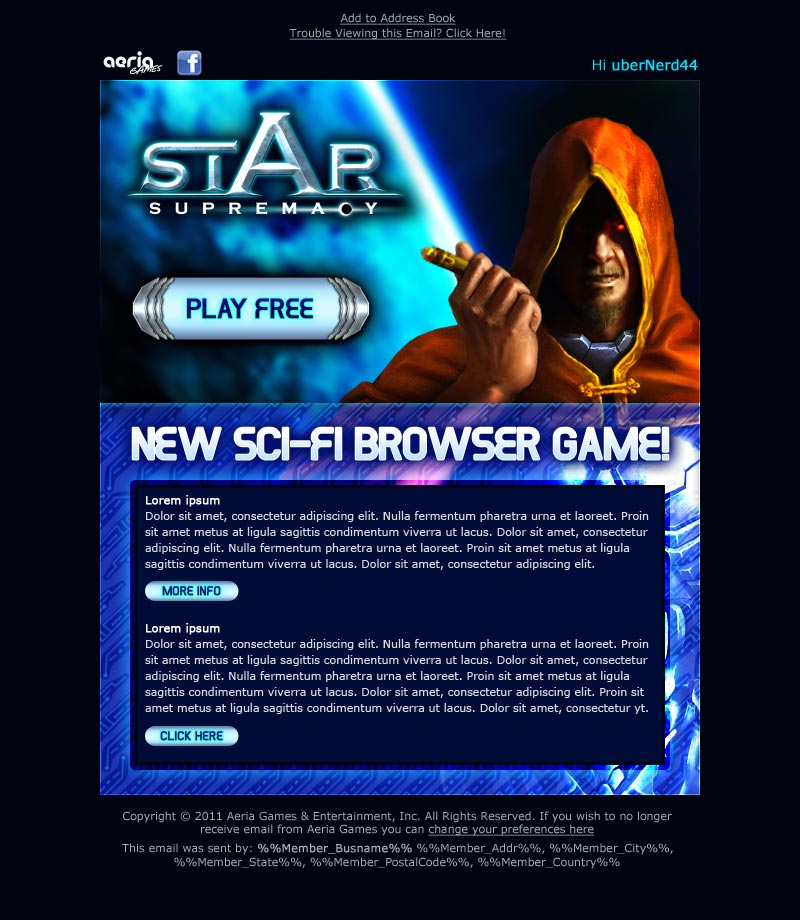 Add to Address Book
Trouble Viewing this Email? Click Here!
aeria
GAMES
f
Hi uberNerd44
STAR
SUPREMACY
PLAY FREE
NEW SCI-FI BROWSER GAME!
Lorem ipsum
Dolor sit amet, consectetur adipiscing elit. Nulla fermentum pharetra urna et laoreet. Proin
sit amet metus at ligula sagittis condimentum viverra ut lacus. Dolor sit amet, consectetur
adipiscing elit. Nulla fermentum pharetra urna et laoreet. Proin sit amet metus at ligula
sagittis condimentum viverra ut lacus. Dolor sit amet, consectetur adipiscing elit.
MORE INFO
Lorem ipsum
Dolor sit amet, consectetur adipiscing elit. Nulla fermentum pharetra urna et laoreet. Proin
sit amet metus at ligula sagittis condimentum viverra ut lacus. Dolor sit amet, consectetur
adipiscing elit. Nulla fermentum pharetra urna et laoreet. Proin sit amet metus at ligula
sagittis condimentum viverra ut lacus. Dolor sit amet, consectetur adipiscing elit. Proin sit
amet metus at ligula sagittis condimentum viverra ut lacus. Dolor sit amet, consectetur yt.
CLICK HERE
Copyright © 2011 Aeria Games & Entertainment, Inc. All Rights Reserved. If you wish to no longer
receive email from Aeria Games you can change your preferences here
This email was sent by: %%Member_Busname%% %%Member_Addr%%, %%Member_City%%,
%%Member_State%%, %%Member_PostalCode%%, %%Member_Country%%